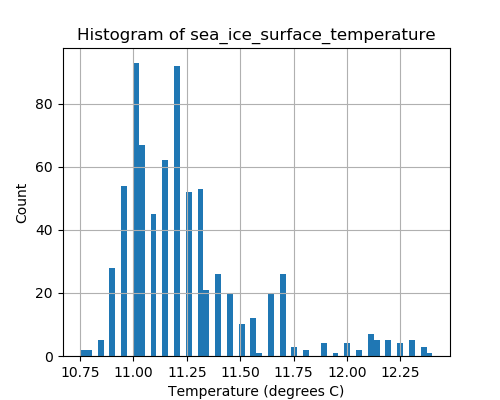 Histogram of sea_ice_surface_temperature
Count
80
60
40
20
0
10.75 11.00 11.25 11.50 11.75 12.00 12.25
Temperature (degrees C)